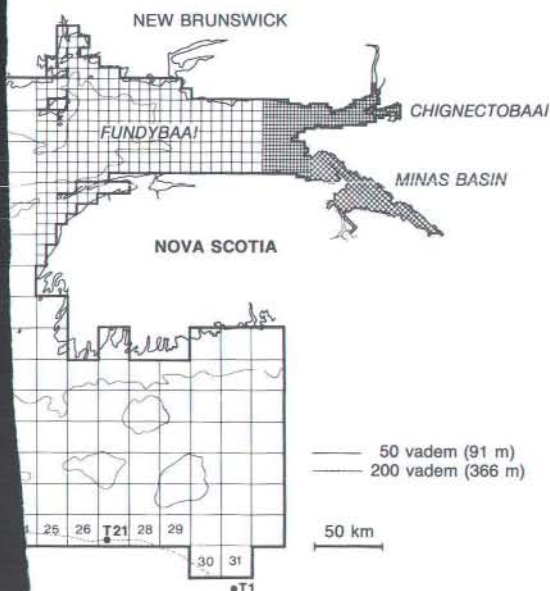 NEW BRUNSWICK
CHIGNECTOBAAI
FUNDYBAAI
MINAS BASIN
NOVA SCOTIA
50 vadem (91 m)
200 vadem (366 m)
25 26 T21 28 29
50 km
30 31
T1